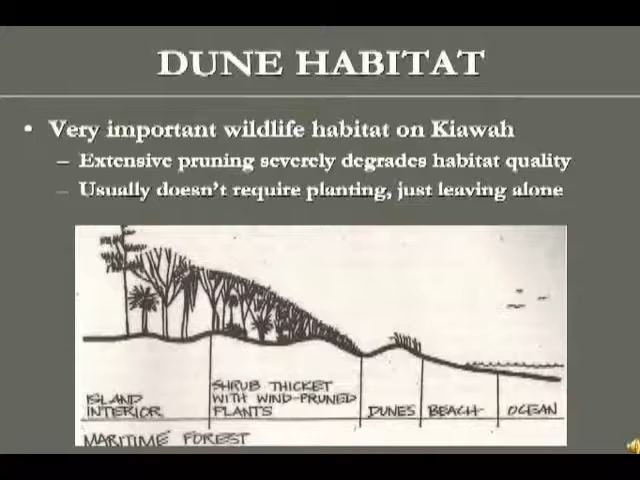 DUNE HABITAT
• Very important wildlife habitat on Kiawah
– Extensive pruning severely degrades habitat quality
– Usually doesn't require planting, just leaving alone
ISLAND INTERIOR
SHRUB THICKET WITH WIND-PRUNED PLANTS
DUNES
BEACH
OCEAN
MARITIME FOREST